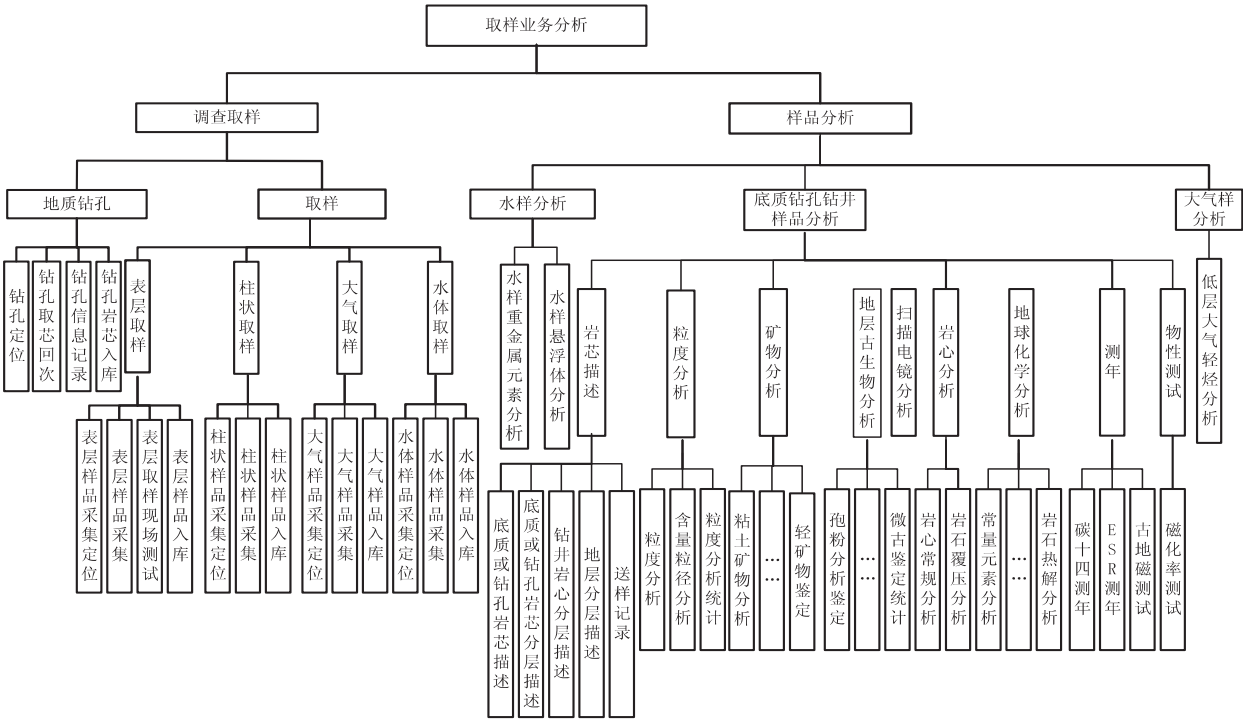 取样业务分析
调查取样
样品分析
地质钻孔
取样
水样分析
底质钻孔钻井
样品分析
大气样
分析
钻孔定位
钻孔取芯回次
钻孔信息记录
钻孔岩芯入库
表层取样
柱状取样
大气取样
水体取样
水样重金属元素分析
水样悬浮体分析
岩芯描述
粒度分析
矿物分析
地层古生物分析
扫描电镜分析
岩心分析
地球化学分析
测年
物性测试
低层大气轻烃分析
表层样品采集定位
表层样品采集
表层取样现场测试
表层样品入库
柱状样品采集定位
柱状样品采集
柱状样品入库
大气样品采集定位
大气样品采集
大气样品入库
水体样品采集定位
水体样品采集
水体样品入库
底质或钻孔岩芯描述
底质或钻孔岩芯分层描述
钻井岩心分层描述
地层分层描述
送样记录
粒度分析
含量粒径分析
粒度分析统计
粘土矿物分析
……
轻矿物鉴定
孢粉分析鉴定
……
微古鉴定统计
岩心常规分析
岩石覆压分析
常量元素分析
……
岩石热解分析
碳十四测年
ESR测年
古地磁测试
磁化率测试